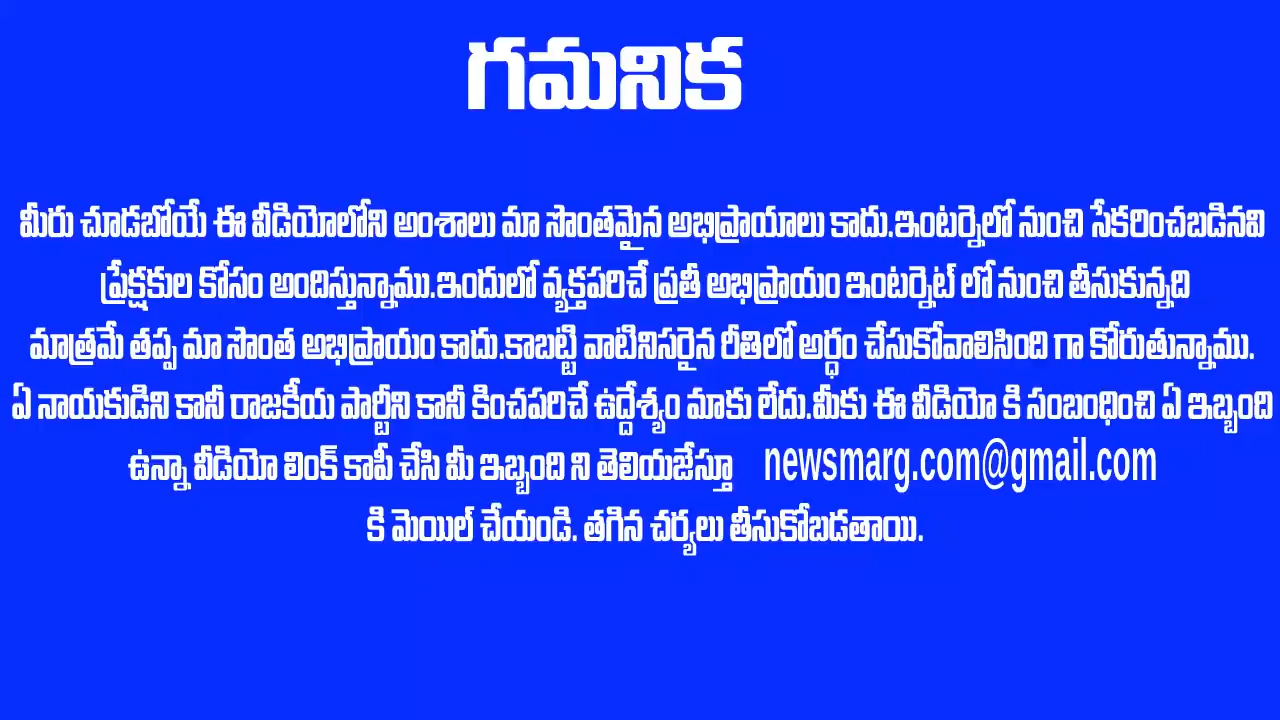 గమనిక
మీరు చూడబోయే ఈ వీడియోలోని అంశాలు మా సొంతమైన అభిప్రాయాలు కాదు.ఇంటర్నెలో నుంచి సేకరించబడినవి
ప్రేక్షకుల కోసం అందిస్తున్నాము.ఇందులో వ్యక్తపరిచే ప్రతీ అభిప్రాయం ఇంటర్నెట్ లో నుంచి తీసుకున్నది
మాత్రమే తప్ప మా సొంత అభిప్రాయం కాదు.కాబట్టి వాటినిసరైన రీతిలో అర్ధం చేసుకోవాలిసింది గా కోరుతున్నాము.
ఏ నాయకుడిని కానీ రాజకీయ పార్టీని కానీ కించపరిచే ఉద్దేశ్యం మాకు లేదు.మీకు ఈ వీడియో కి సంబంధించి ఏ ఇబ్బంది
ఉన్నా వీడియో లింక్ కాపీ చేసి మీ ఇబ్బంది ని తెలియజేస్తూ newsmarg.com@gmail.com
కి మెయిల్ చేయండి. తగిన చర్యలు తీసుకోబడతాయి.